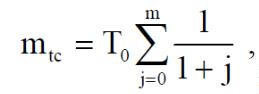 m_tc = T_0 \sum_{j=0}^{m} \frac{1}{1 + j} ,